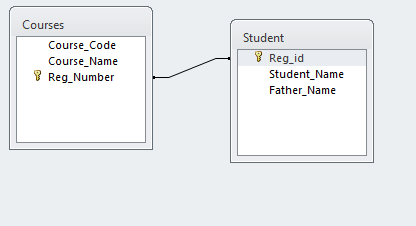 Courses
Course_Code
Course_Name
Reg_Number
Student
Reg_id
Student_Name
Father_Name